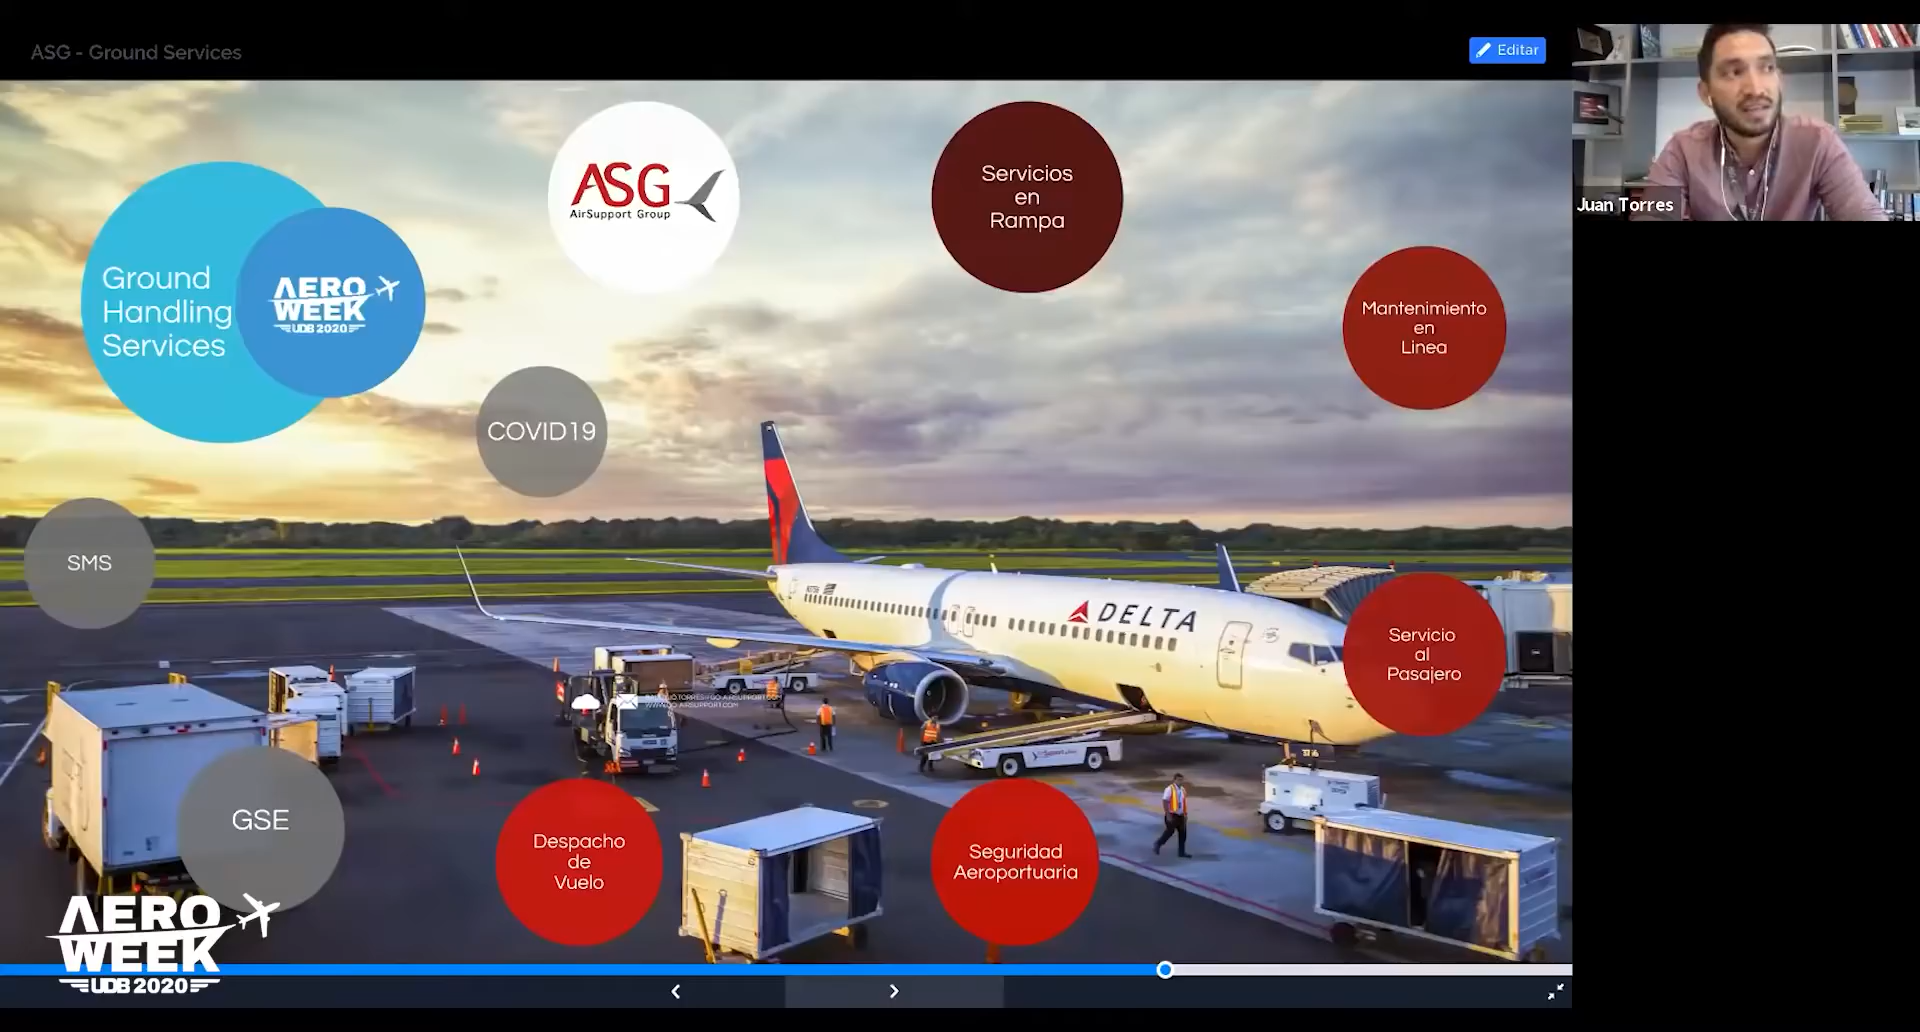 ASG - Ground Services
Editar
Juan Torres
ASG
AirSupport Group
Servicios
en
Rampa
Ground
Handling
Services
AERO
WEEK
UDB 2020
Mantenimiento
en
Linea
COVID19
SMS
DELTA
Servicio
al
Pasajero
GSE
Despacho
de
Vuelo
Seguridad
Aeroportuaria
AERO
WEEK
UDB 2020